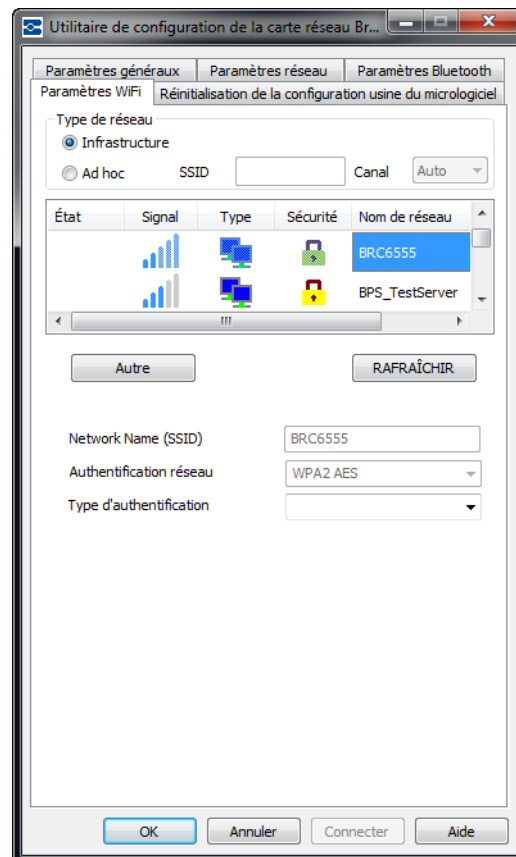 Utilitaire de configuration de la carte réseau Br...
Paramètres généraux Paramètres réseau Paramètres Bluetooth
Paramètres WiFi Réinitialisation de la configuration usine du micrologiciel
Type de réseau
Infrastructure
Ad hoc SSID Canal Auto
État Signal Type Sécurité Nom de réseau
BRC6555
BPS_TestServer
Autre RAFRAÎCHIR
Network Name (SSID) BRC6555
Authentification réseau WPA2 AES
Type d'authentification
OK Annuler Connecter Aide